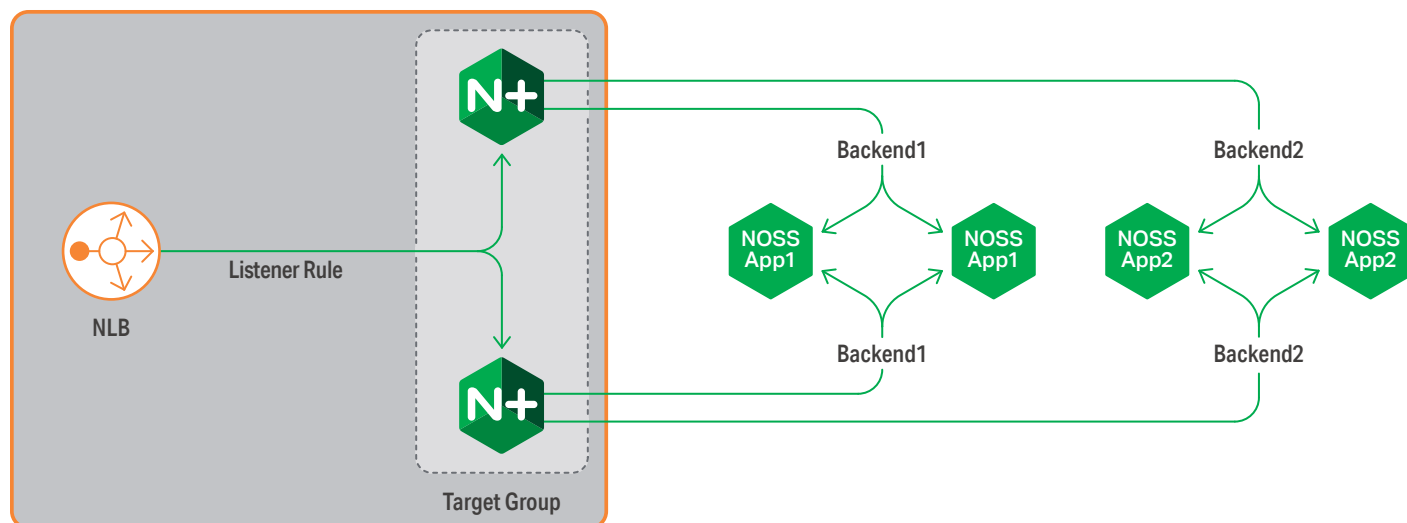 N+
Backend1
Backend2
NOSS
App1
NOSS
App1
NOSS
App2
NOSS
App2
Listener Rule
NLB
Backend1
Backend2
N+
Target Group